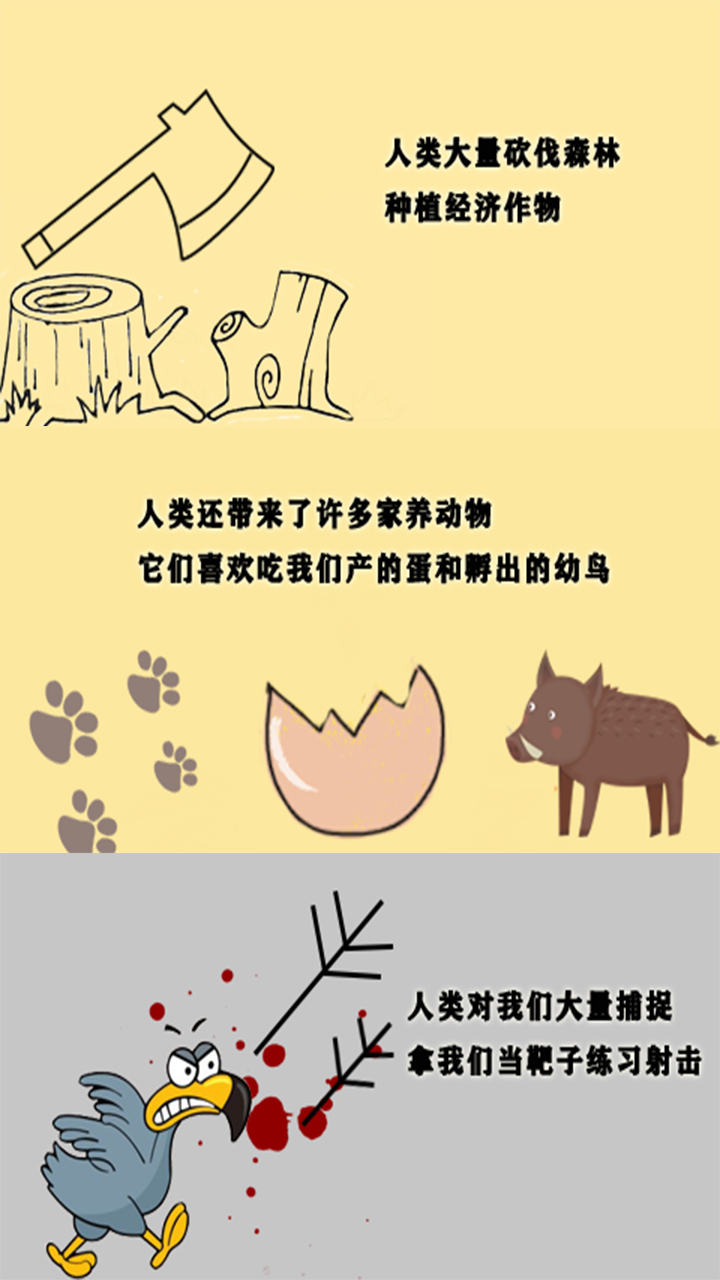 人类大量砍伐森林
种植经济作物
人类还带来了许多家养动物
它们喜欢吃我们产的蛋和孵出的幼鸟
人类对我们大量捕捉
拿我们当靶子练习射击